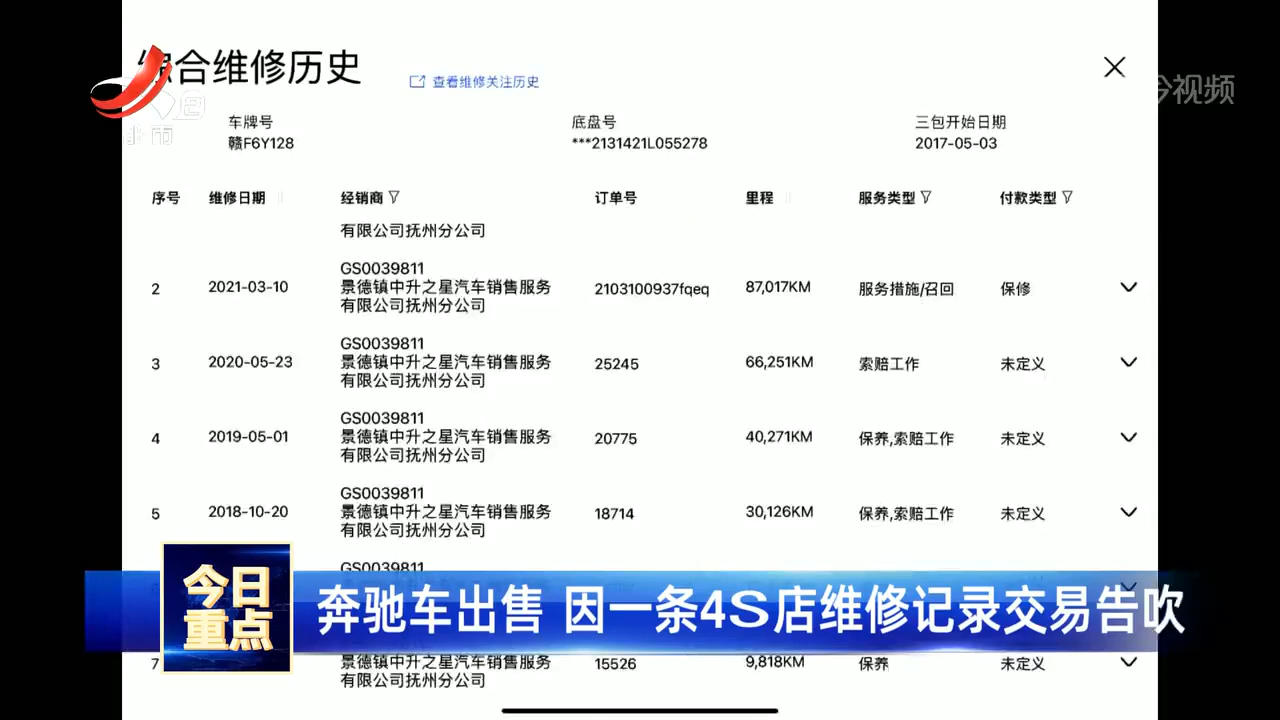 综合维修历史
查看维修关注历史
今视频
车牌号
底盘号
三包开始日期
赣F6Y128
***2131421L055278
2017-05-03
序号 维修日期 经销商 订单号 里程 服务类型 付款类型
有限公司抚州分公司
GS0039811
2 2021-03-10 景德镇中升之星汽车销售服务 2103100937fqeq 87,017KM 服务措施/召回 保修
有限公司抚州分公司
GS0039811
3 2020-05-23 景德镇中升之星汽车销售服务 25245 66,251KM 索赔工作 未定义
有限公司抚州分公司
GS0039811
4 2019-05-01 景德镇中升之星汽车销售服务 20775 40,271KM 保养,索赔工作 未定义
有限公司抚州分公司
GS0039811
5 2018-10-20 景德镇中升之星汽车销售服务 18714 30,126KM 保养,索赔工作 未定义
有限公司抚州分公司
GS0039811
今日
重点
奔驰车出售 因一条4S店维修记录交易告吹
7 景德镇中升之星汽车销售服务 15526 9,818KM 保养 未定义
有限公司抚州分公司